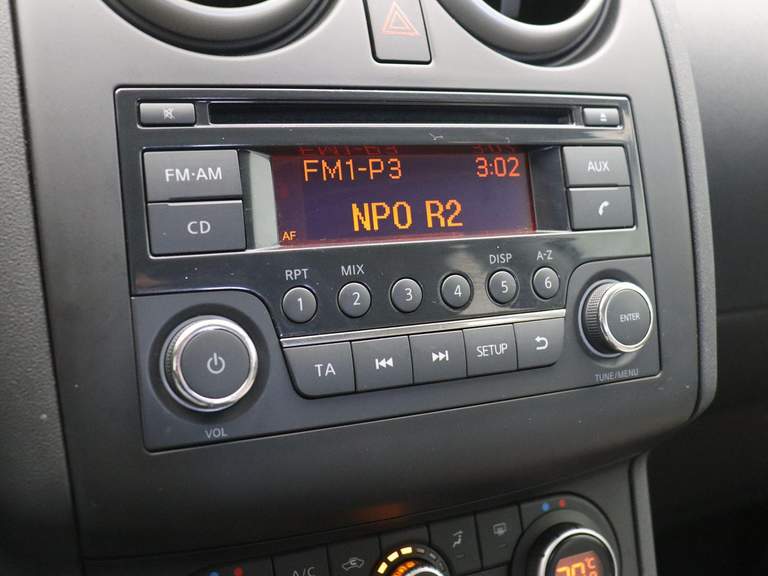 FM1-P3 3:02
NPO R2
AF
FM·AM
CD
AUX
RPT MIX DISP A-Z
1 2 3 4 5 6
TA SETUP
ENTER
VOL
TUNE/MENU
A/C